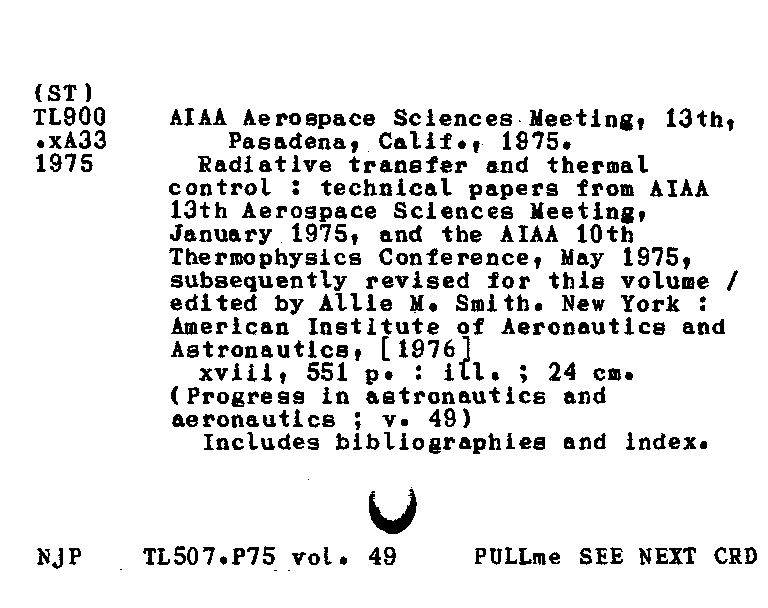 (ST)
TL900 AIAA Aerospace Sciences Meeting, 13th,
.xA33 Pasadena, Calif., 1975.
1975 Radiative transfer and thermal
control : technical papers from AIAA
13th Aerospace Sciences Meeting,
January 1975, and the AIAA 10th
Thermophysics Conference, May 1975,
subsequently revised for this volume /
edited by Allie M. Smith. New York :
American Institute of Aeronautics and
Astronautics, [1976]
xviii, 551 p. : ill. ; 24 cm.
(Progress in astronautics and
aeronautics ; v. 49)
Includes bibliographies and index.
NjP TL507.P75 vol. 49 PULLme SEE NEXT CRD